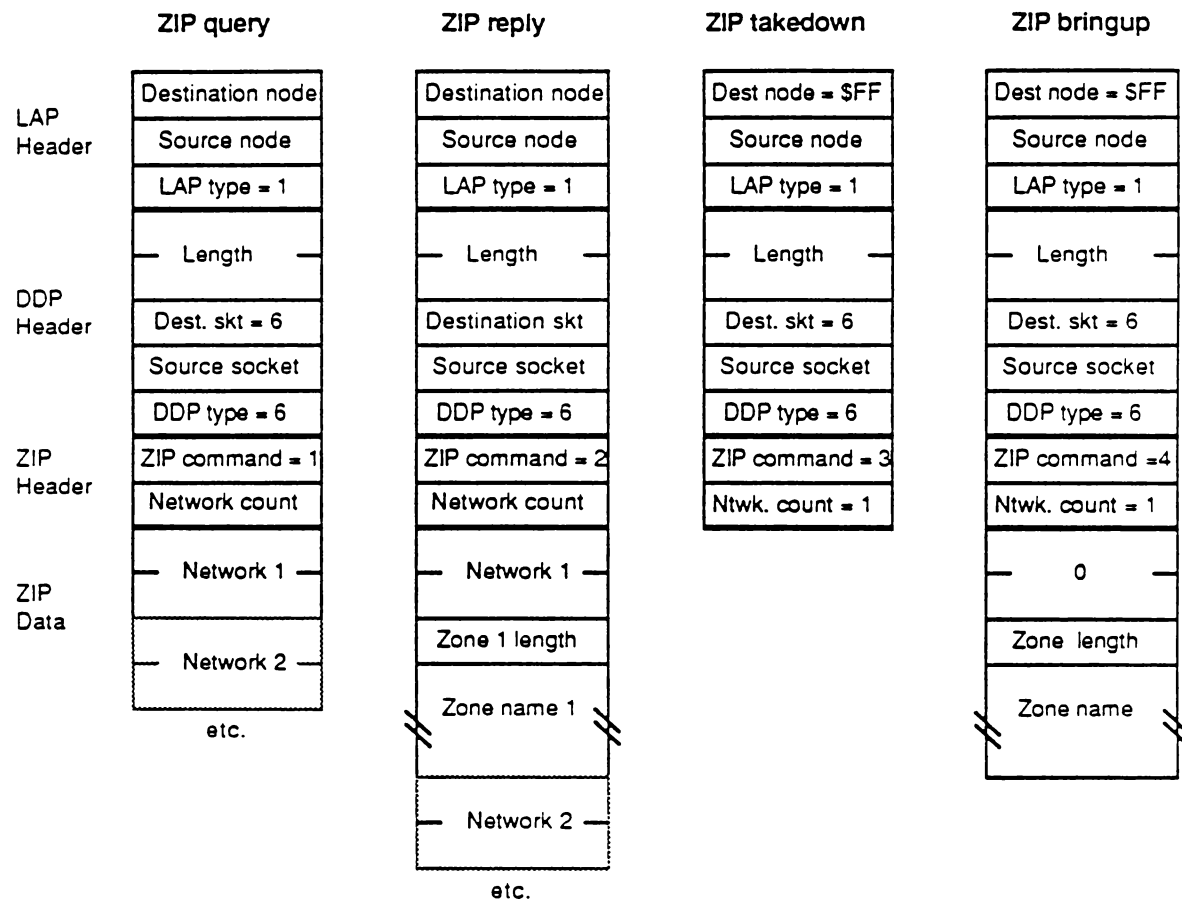 ZIP query
Destination node
Source node
LAP type = 1
Length
Dest. skt = 6
Source socket
DDP type = 6
ZIP command = 1
Network count
Network 1
Network 2
etc.
ZIP reply
Destination node
Source node
LAP type = 1
Length
Destination skt
Source socket
DDP type = 6
ZIP command = 2
Network count
Network 1
Zone 1 length
Zone name 1
Network 2
etc.
ZIP takedown
Dest node = $FF
Source node
LAP type = 1
Length
Dest. skt = 6
Source socket
DDP type = 6
ZIP command = 3
Ntwk. count = 1
ZIP bringup
Dest node = $FF
Source node
LAP type = 1
Length
Dest. skt = 6
Source socket
DDP type = 6
ZIP command =4
Ntwk. count = 1
0
Zone length
Zone name
LAP
Header
DDP
Header
ZIP
Header
ZIP
Data